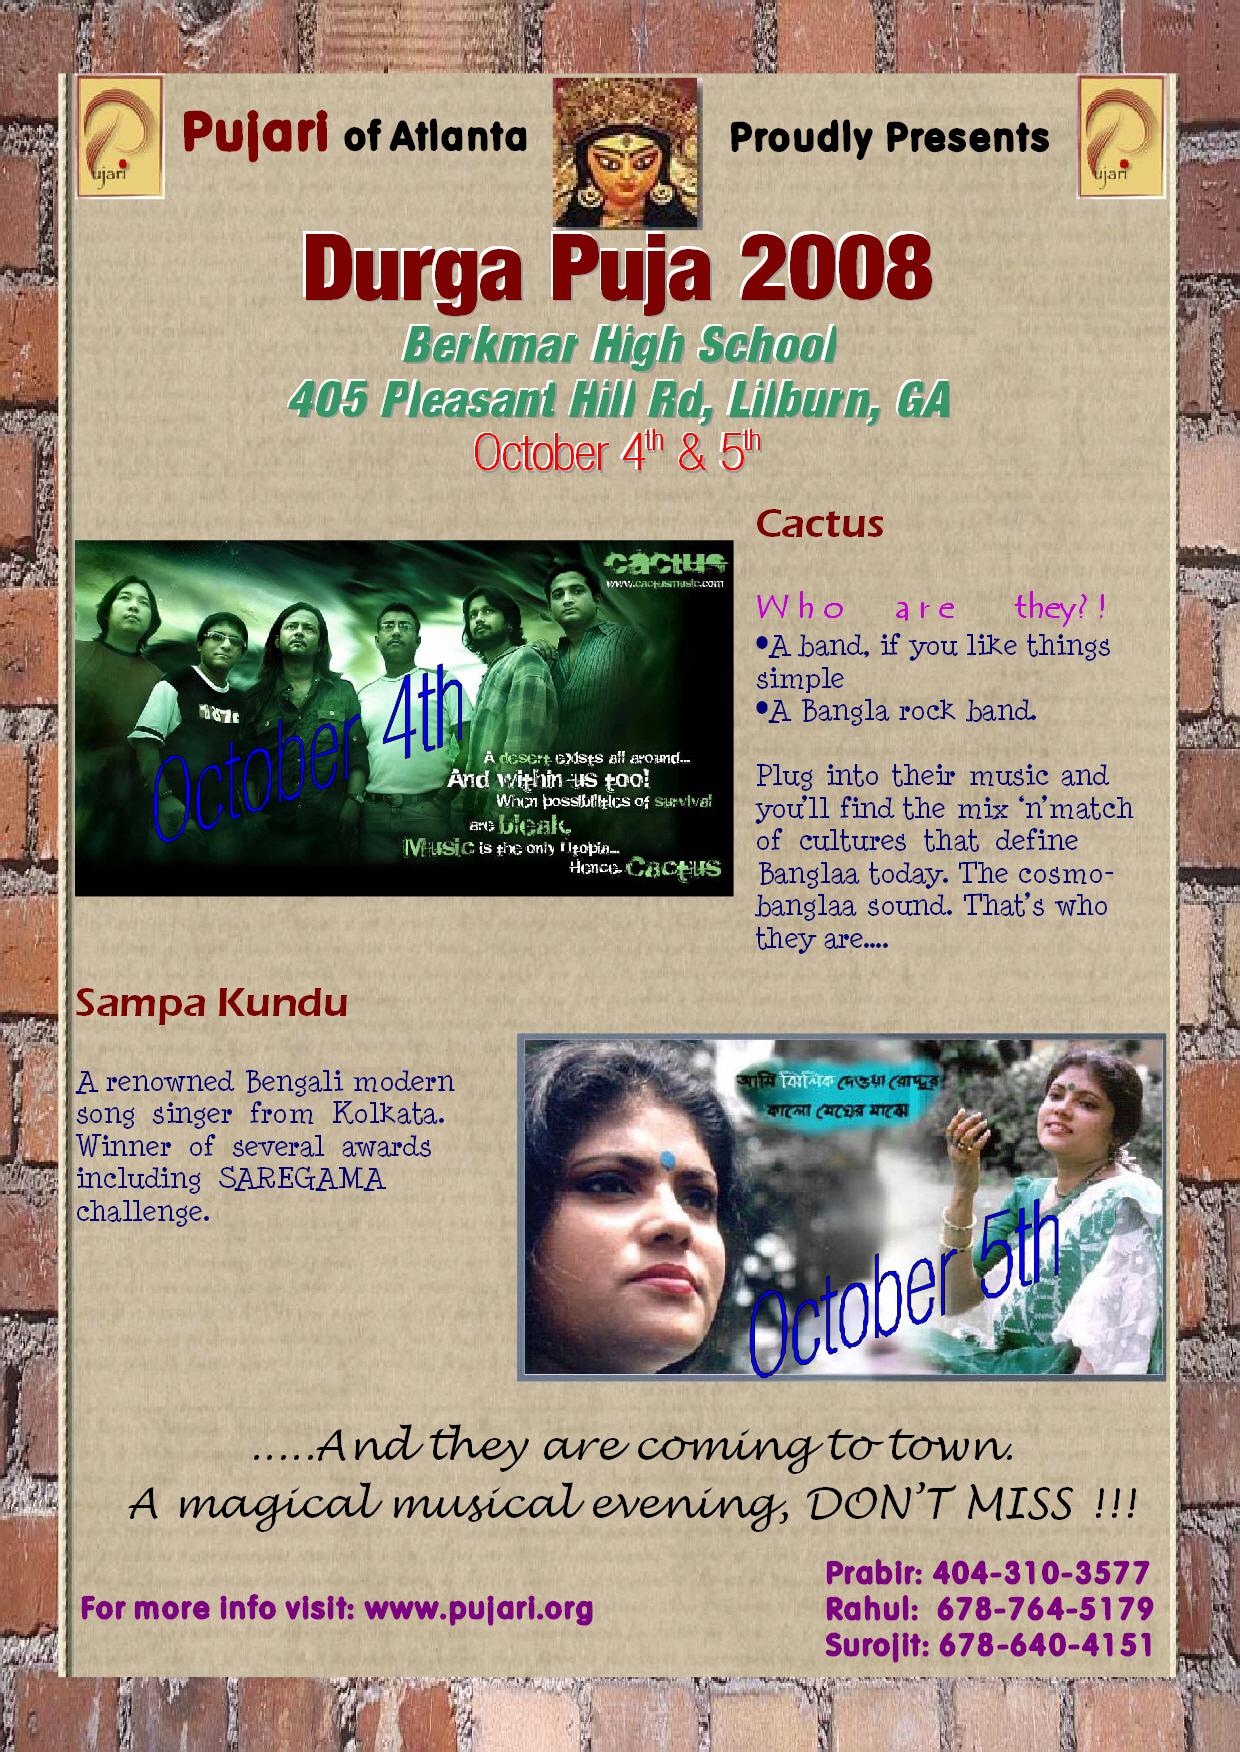 ujari
Pujari of Atlanta
Proudly Presents
ujari
Durga Puja 2008
Berkmar High School
405 Pleasant Hill Rd, Lilburn, GA
October 4th & 5th
Cactus
cactus
www.cactusmusic.com
October 4th
A desert exists all around...
And within us too!
When possibilities of survival
are bleak,
Music is the only Utopia...
Hence, Cactus
Who are they?!
•A band, if you like things
simple
•A Bangla rock band.
Plug into their music and
you'll find the mix 'n'match
of cultures that define
Banglaa today. The cosmo-
banglaa sound. That's who
they are....
Sampa Kundu
A renowned Bengali modern
song singer from Kolkata.
Winner of several awards
including SAREGAMA
challenge.
আমি ঝিলিক দেওয়া রোদ্দুর
কালো মেঘের মাঝে
October 5th
.....And they are coming to town.
A magical musical evening, DON'T MISS !!!
For more info visit: www.pujari.org
Prabir: 404-310-3577
Rahul: 678-764-5179
Surojit: 678-640-4151